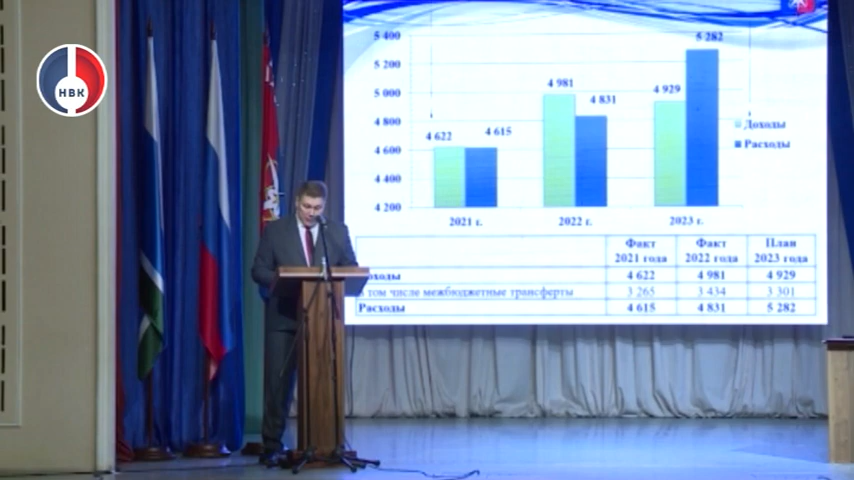 НВК
5 400
5 200
5 000
4 800
4 600
4 400
4 200
4 622
4 615
4 981
4 831
4 929
5 282
2021 г.
2022 г.
2023 г.
Доходы
Расходы
Факт 2021 года
Факт 2022 года
План 2023 года
Доходы 4 622 4 981 4 929
в том числе межбюджетные трансферты 3 265 3 434 3 301
Расходы 4 615 4 831 5 282